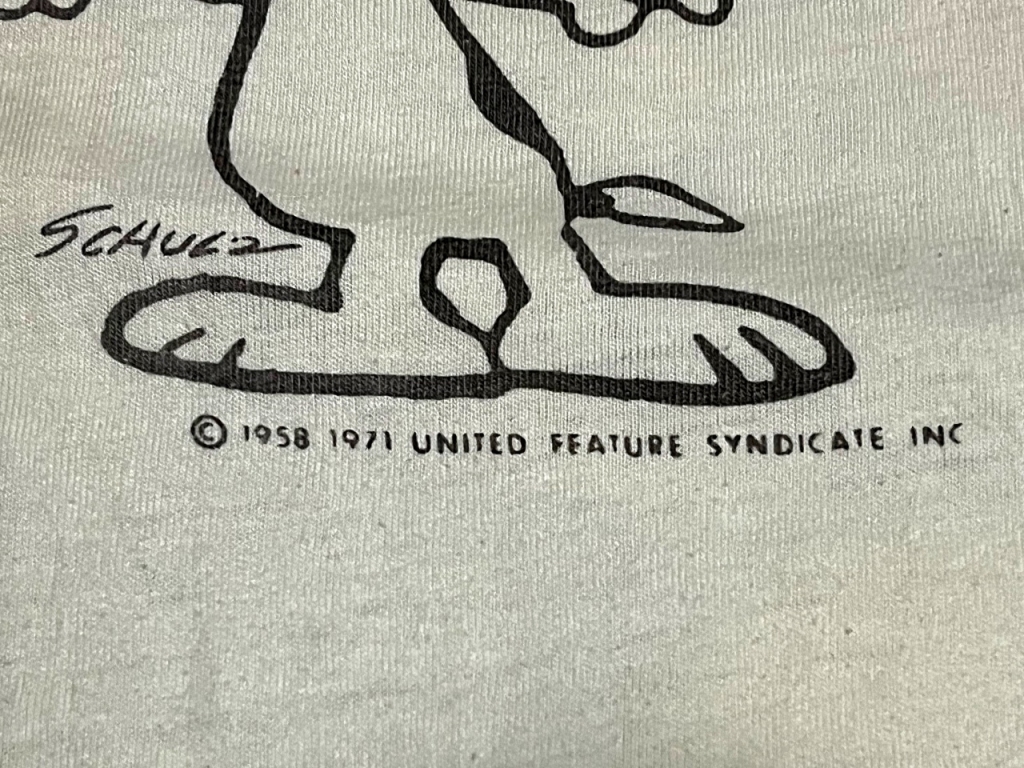 SCHULZ
© 1958 1971 UNITED FEATURE SYNDICATE INC